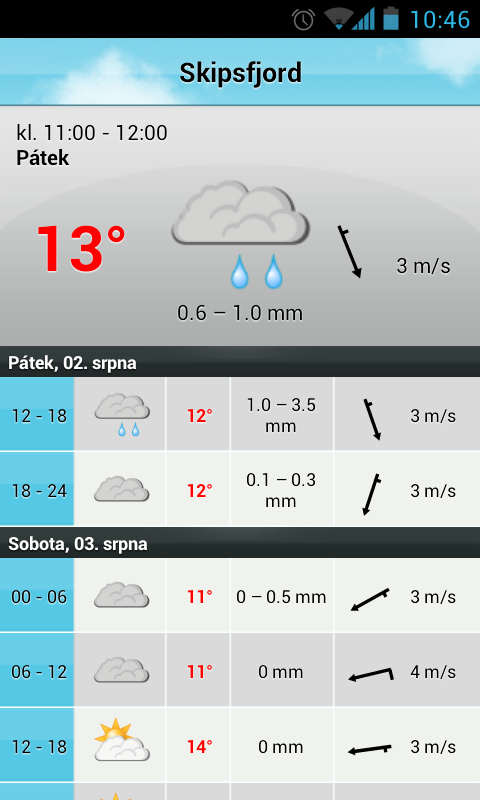 10:46
Skipsfjord
kl. 11:00 - 12:00
Pátek
13°
3 m/s
0.6 – 1.0 mm
Pátek, 02. srpna
12 - 18 12° 1.0 – 3.5 mm 3 m/s
18 - 24 12° 0.1 – 0.3 mm 3 m/s
Sobota, 03. srpna
00 - 06 11° 0 – 0.5 mm 3 m/s
06 - 12 11° 0 mm 4 m/s
12 - 18 14° 0 mm 3 m/s